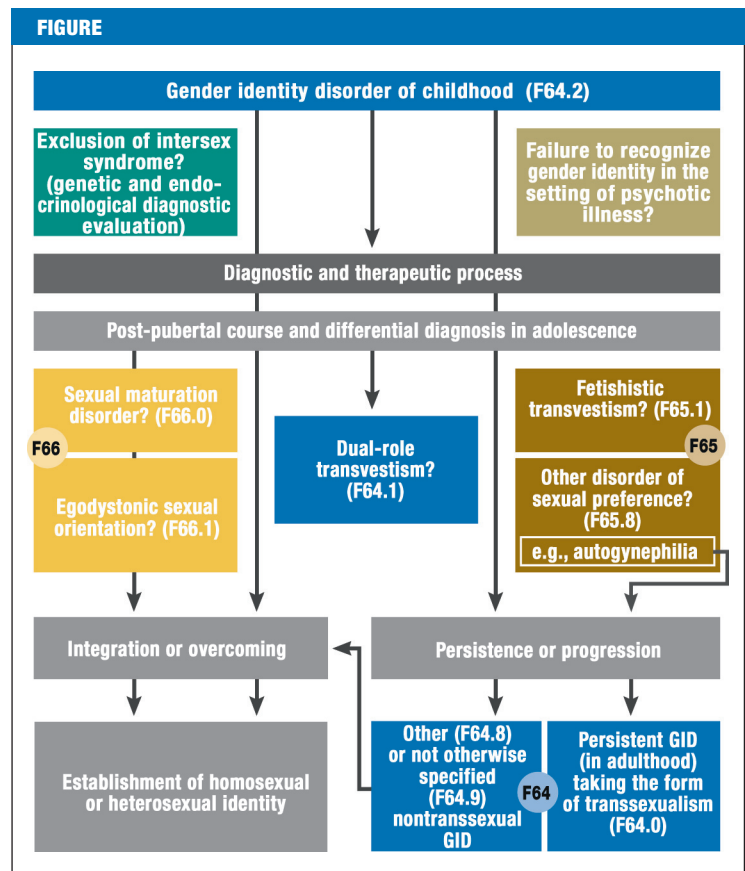 FIGURE
Gender identity disorder of childhood (F64.2)
Exclusion of intersex
syndrome?
(genetic and endo-
crinological diagnostic
evaluation)
Failure to recognize
gender identity in the
setting of psychotic
illness?
Diagnostic and therapeutic process
Post-pubertal course and differential diagnosis in adolescence
Sexual maturation
disorder? (F66.0)
F66
Egodystonic sexual
orientation? (F66.1)
Dual-role
transvestism?
(F64.1)
Fetishistic
transvestism? (F65.1)
F65
Other disorder of
sexual preference?
(F65.8)
e.g., autogynephilia
Integration or overcoming
Persistence or progression
Establishment of homosexual
or heterosexual identity
Other (F64.8)
or not otherwise
specified
(F64.9)
nontranssexual
GID
F64
Persistent GID
(in adulthood)
taking the form
of transsexualism
(F64.0)